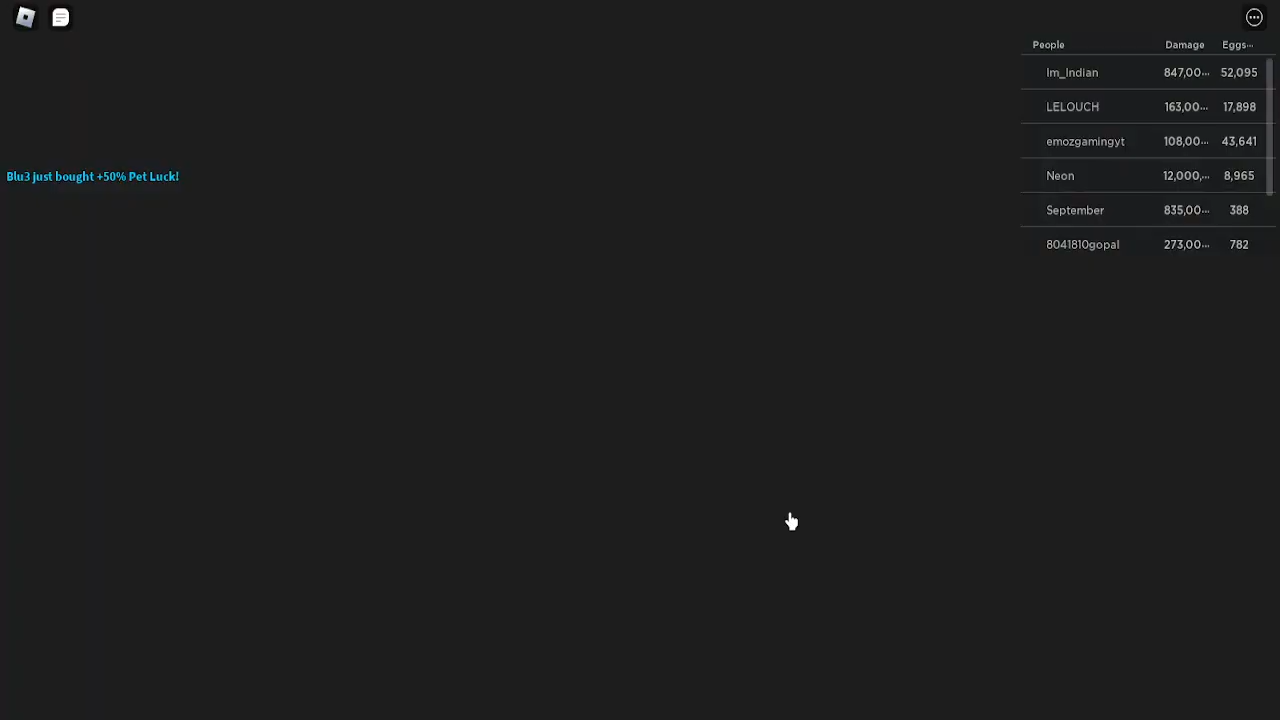 People Damage Eggs...
Im_Indian 847,00... 52,095
LELOUCH 163,00... 17,898
emozgamingyt 108,00... 43,641
Blu3 just bought +50% Pet Luck!
Neon 12,000,... 8,965
September 835,00... 388
8041810gopal 273,00... 782